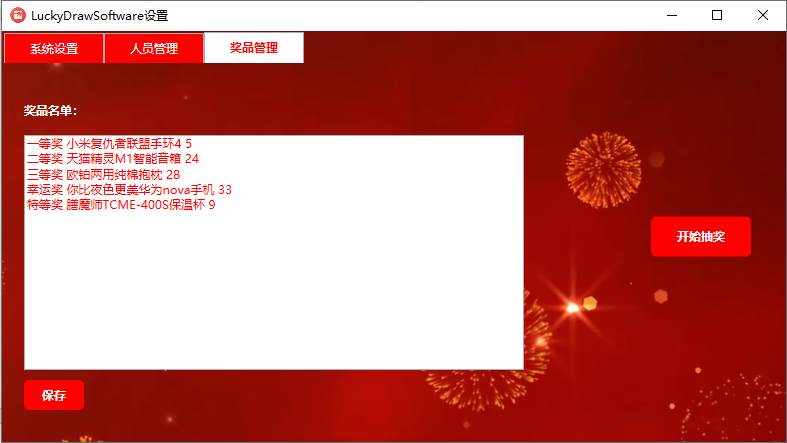 LuckyDrawSoftware设置
系统设置 人员管理 奖品管理
奖品名单：
一等奖 小米复仇者联盟手环4 5
二等奖 天猫精灵M1智能音箱 24
三等奖 欧铂两用纯棉抱枕 28
幸运奖 你比夜色更美华为nova手机 33
特等奖 膳魔师TCME-400S保温杯 9
开始抽奖
保存